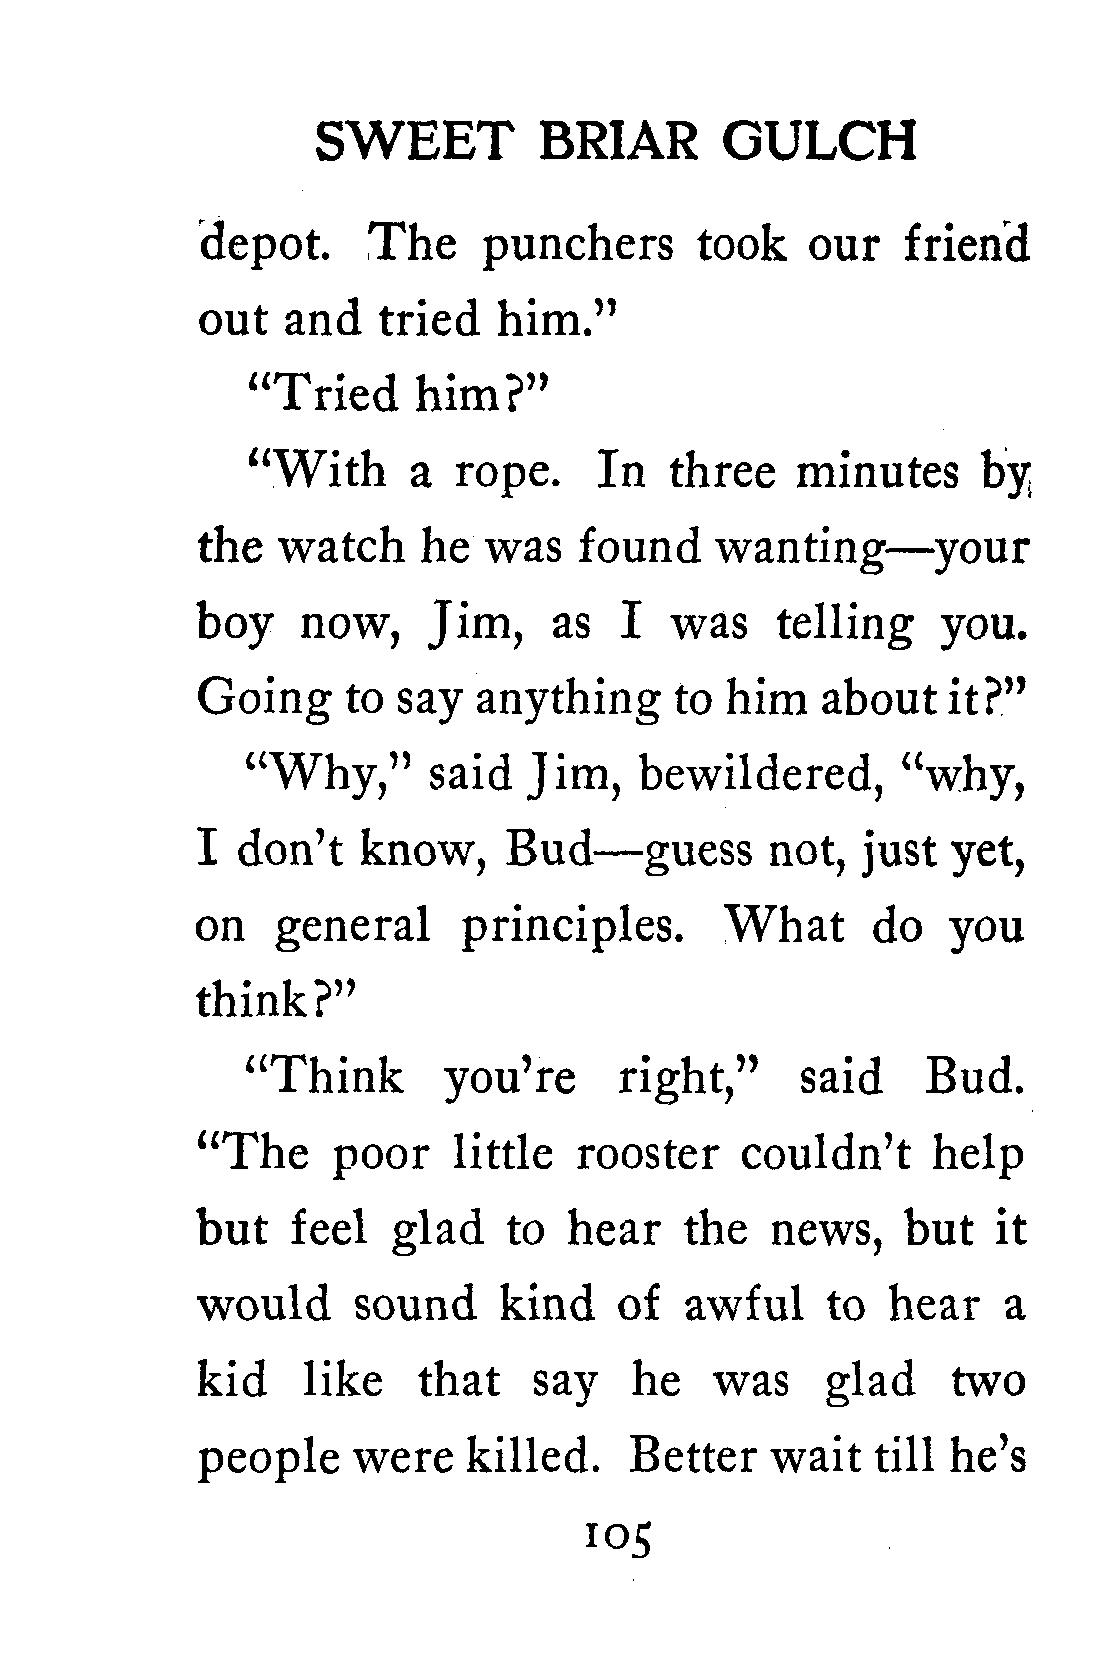 SWEET BRIAR GULCH
depot. The punchers took our friend
out and tried him.”
“Tried him?”
“With a rope. In three minutes by
the watch he was found wanting—your
boy now, Jim, as I was telling you.
Going to say anything to him about it?”
“Why,” said Jim, bewildered, “why,
I don’t know, Bud—guess not, just yet,
on general principles. What do you
think?”
“Think you’re right,” said Bud.
“The poor little rooster couldn’t help
but feel glad to hear the news, but it
would sound kind of awful to hear a
kid like that say he was glad two
people were killed. Better wait till he’s
105